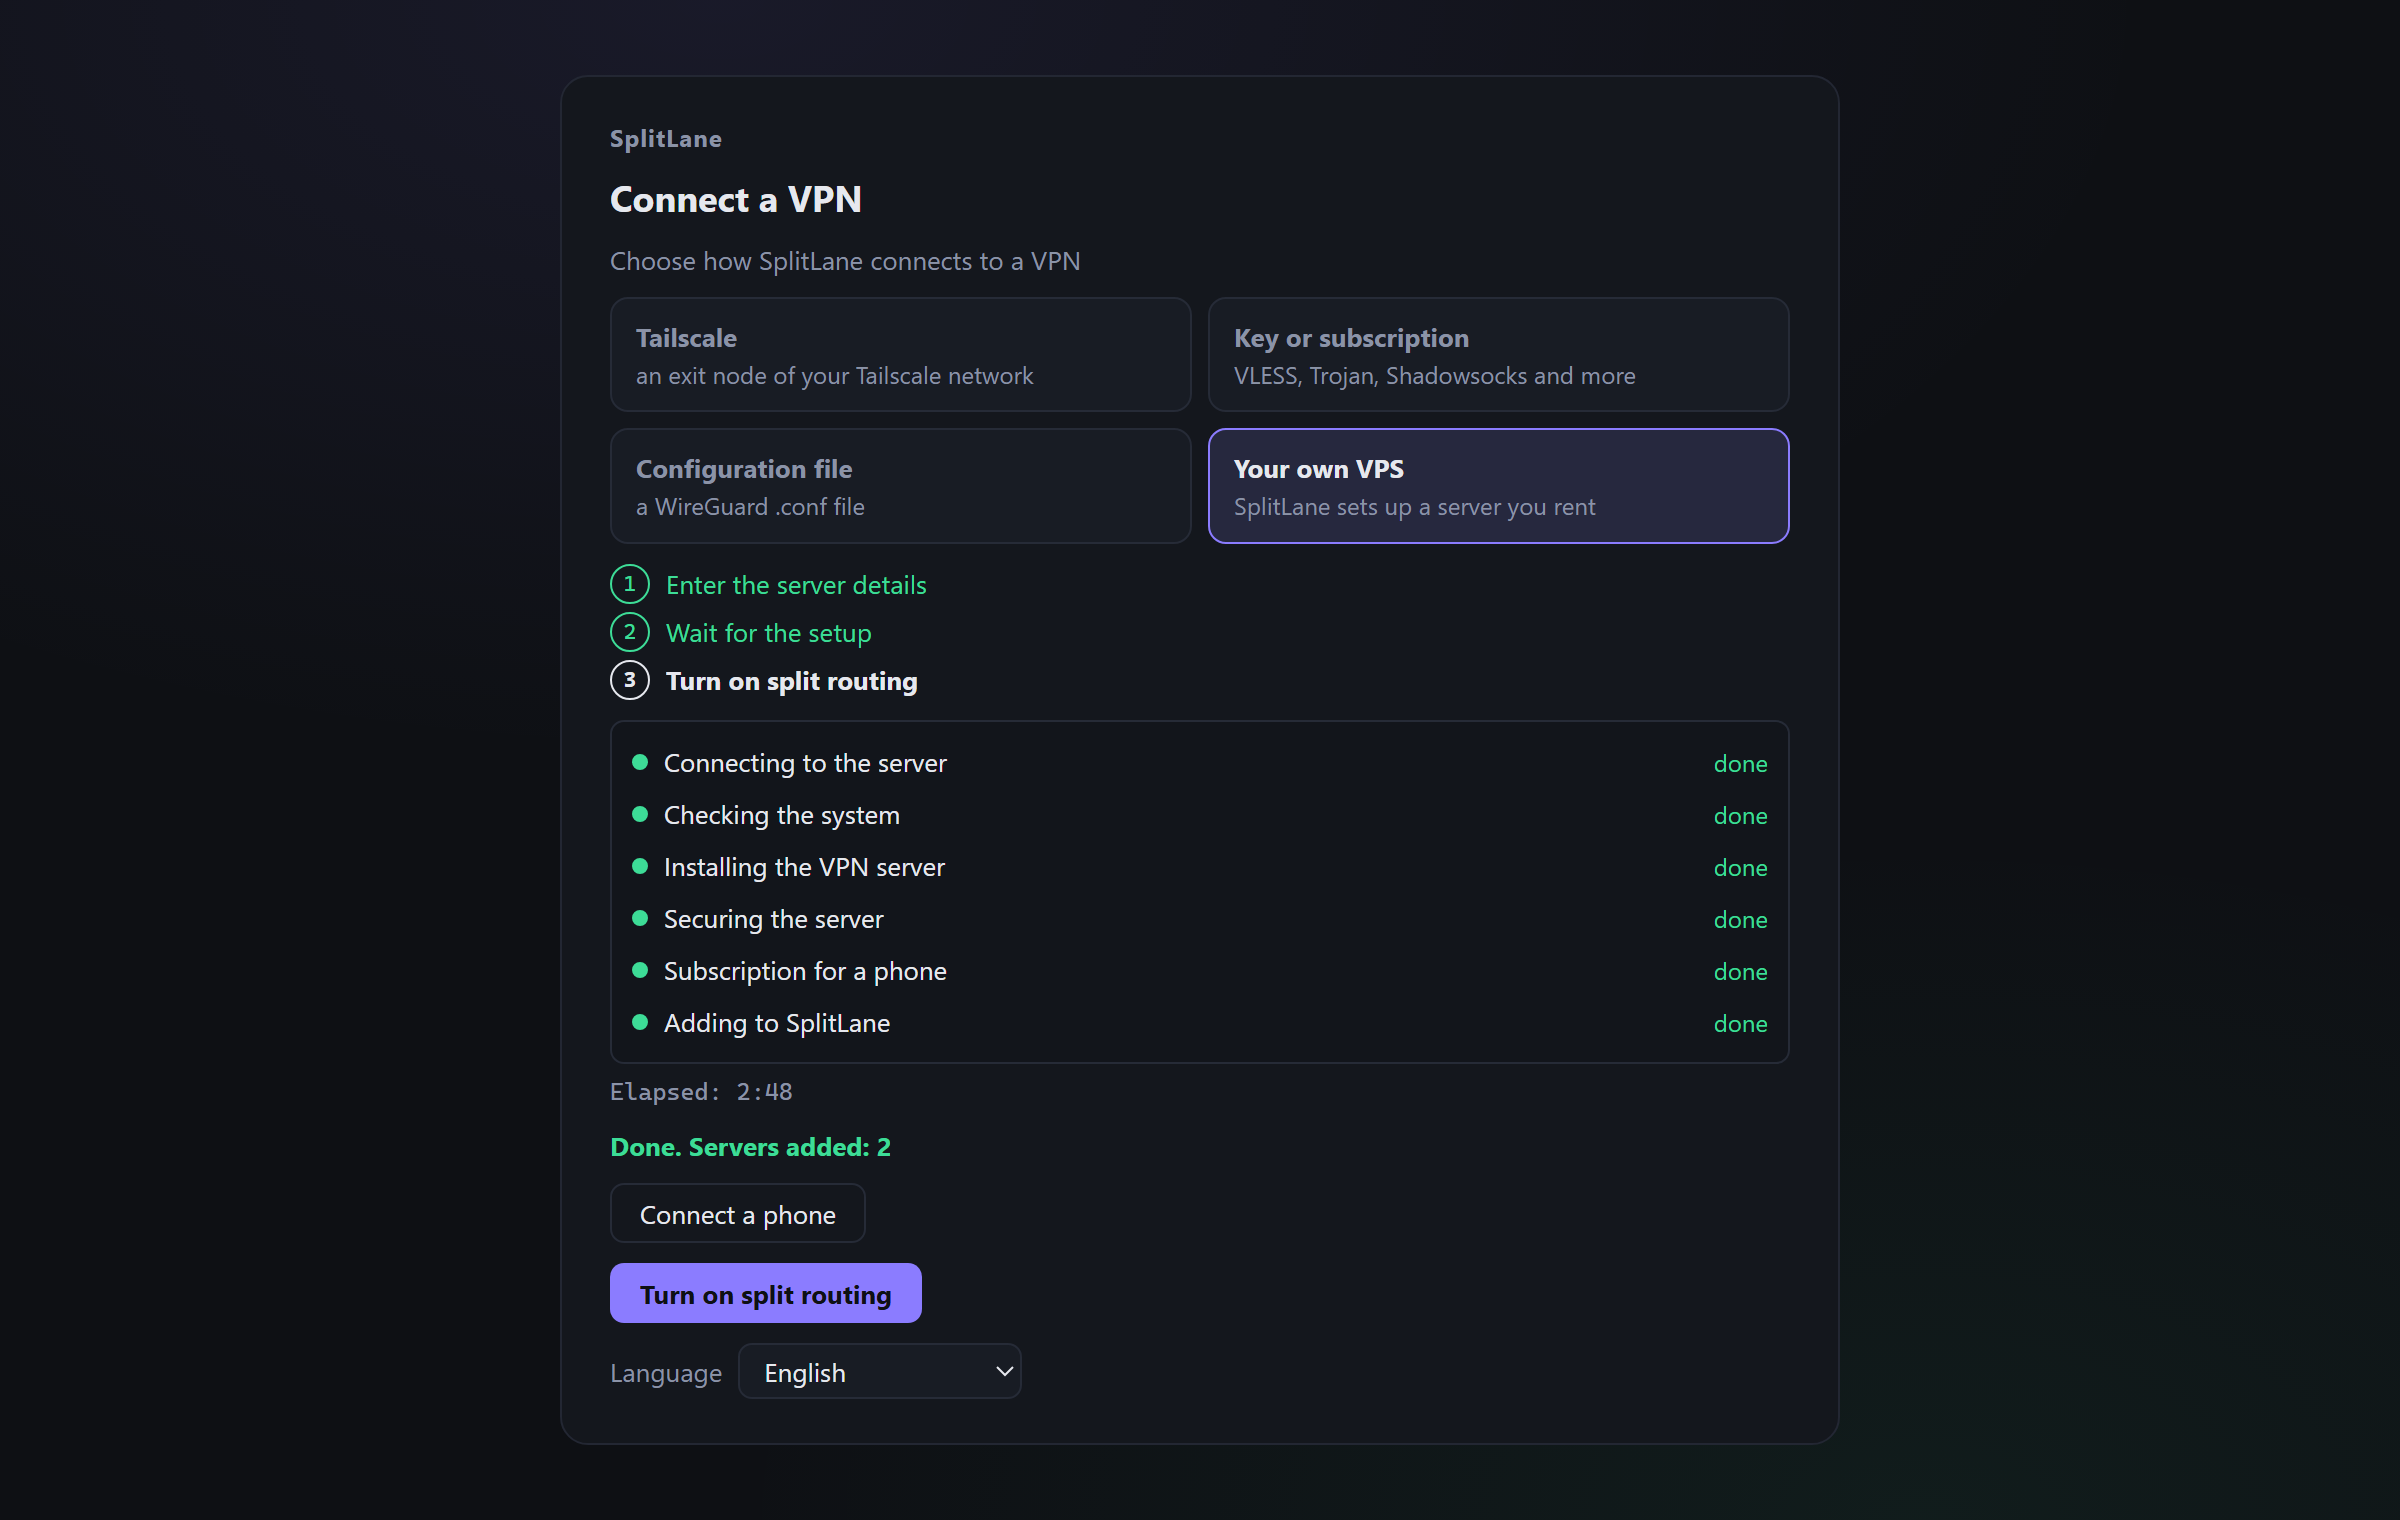 SplitLane
Connect a VPN
Choose how SplitLane connects to a VPN
Tailscale
an exit node of your Tailscale network
Key or subscription
VLESS, Trojan, Shadowsocks and more
Configuration file
a WireGuard .conf file
Your own VPS
SplitLane sets up a server you rent
1 Enter the server details
2 Wait for the setup
3 Turn on split routing
Connecting to the server done
Checking the system done
Installing the VPN server done
Securing the server done
Subscription for a phone done
Adding to SplitLane done
Elapsed: 2:48
Done. Servers added: 2
Connect a phone
Turn on split routing
Language English